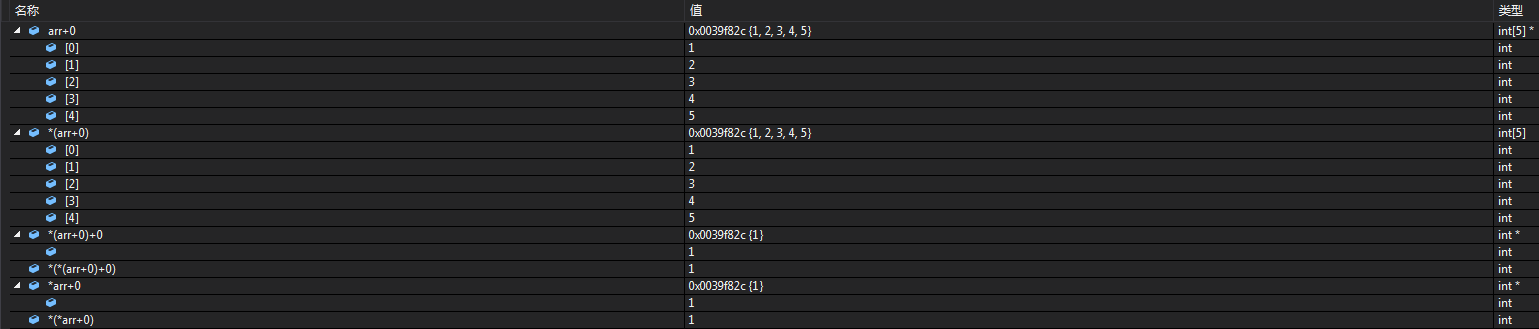 名称 值 类型
arr+0 0x0039f82c {1, 2, 3, 4, 5} int[5] *
[0] 1 int
[1] 2 int
[2] 3 int
[3] 4 int
[4] 5 int
*(arr+0) 0x0039f82c {1, 2, 3, 4, 5} int[5]
[0] 1 int
[1] 2 int
[2] 3 int
[3] 4 int
[4] 5 int
*(arr+0)+0 0x0039f82c {1} int *
1 int
*(*(arr+0)+0) 1 int
*arr+0 0x0039f82c {1} int *
1 int
*(*arr+0) 1 int